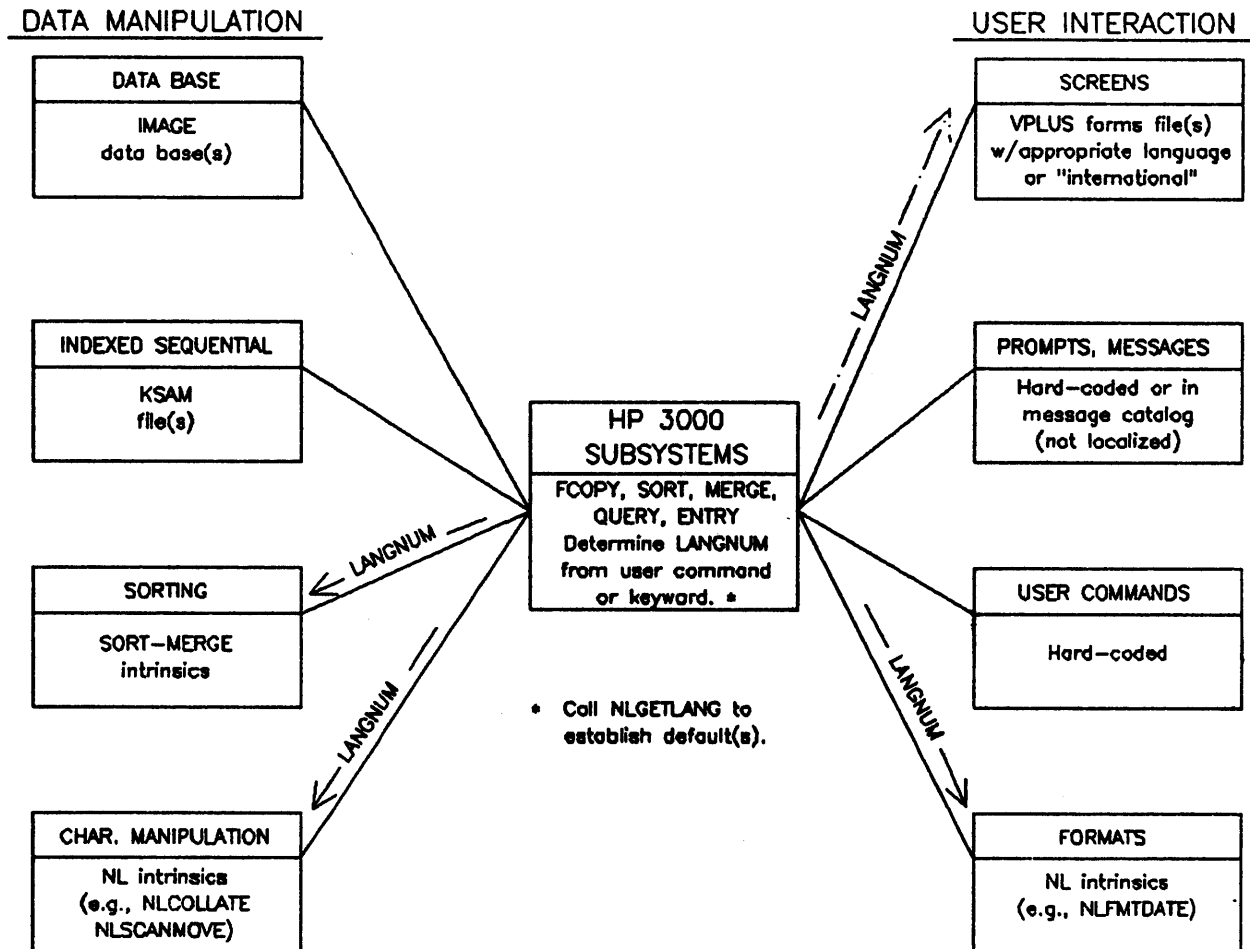 DATA MANIPULATION
USER INTERACTION
DATA BASE
IMAGE
data base(s)
INDEXED SEQUENTIAL
KSAM
file(s)
SORTING
SORT-MERGE
intrinsics
CHAR. MANIPULATION
NL intrinsics
(e.g., NLCOLLATE
NLSCANMOVE)
LANGNUM
LANGNUM
HP 3000
SUBSYSTEMS
FCOPY, SORT, MERGE,
QUERY, ENTRY
Determine LANGNUM
from user command
or keyword. *
* Call NLGETLANG to
establish default(s).
LANGNUM
LANGNUM
SCREENS
VPLUS forms file(s)
w/appropriate language
or "international"
PROMPTS, MESSAGES
Hard-coded or in
message catalog
(not localized)
USER COMMANDS
Hard-coded
FORMATS
NL intrinsics
(e.g., NLFMTDATE)